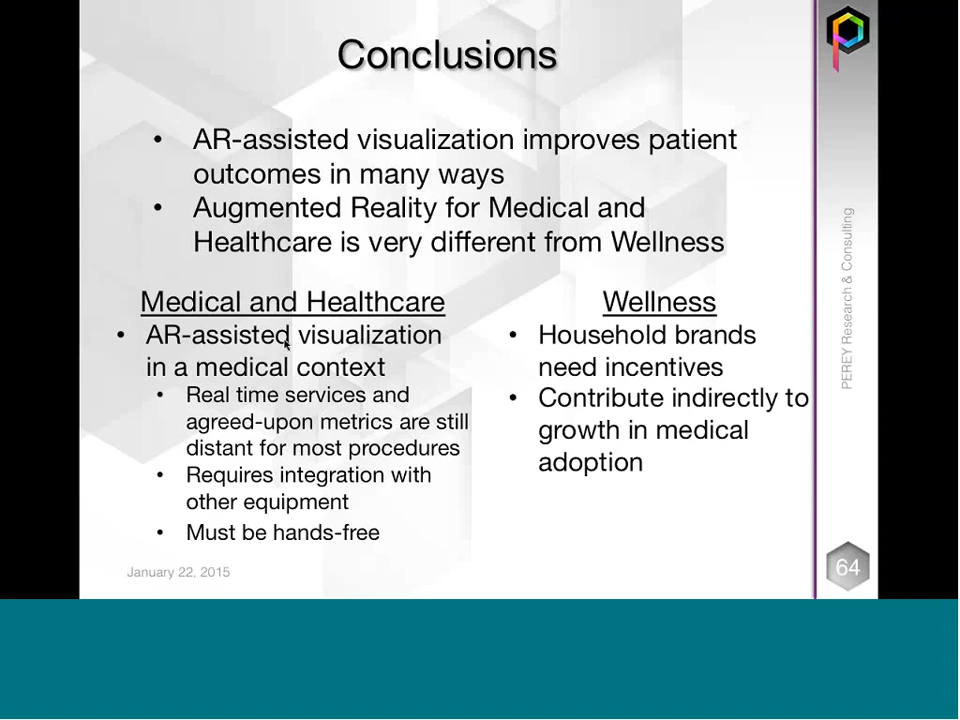 Conclusions
• AR-assisted visualization improves patient
outcomes in many ways
• Augmented Reality for Medical and
Healthcare is very different from Wellness
Medical and Healthcare
• AR-assisted visualization
in a medical context
• Real time services and
agreed-upon metrics are still
distant for most procedures
• Requires integration with
other equipment
• Must be hands-free
Wellness
• Household brands
need incentives
• Contribute indirectly to
growth in medical
adoption
January 22, 2015
PEREY Research & Consulting
64